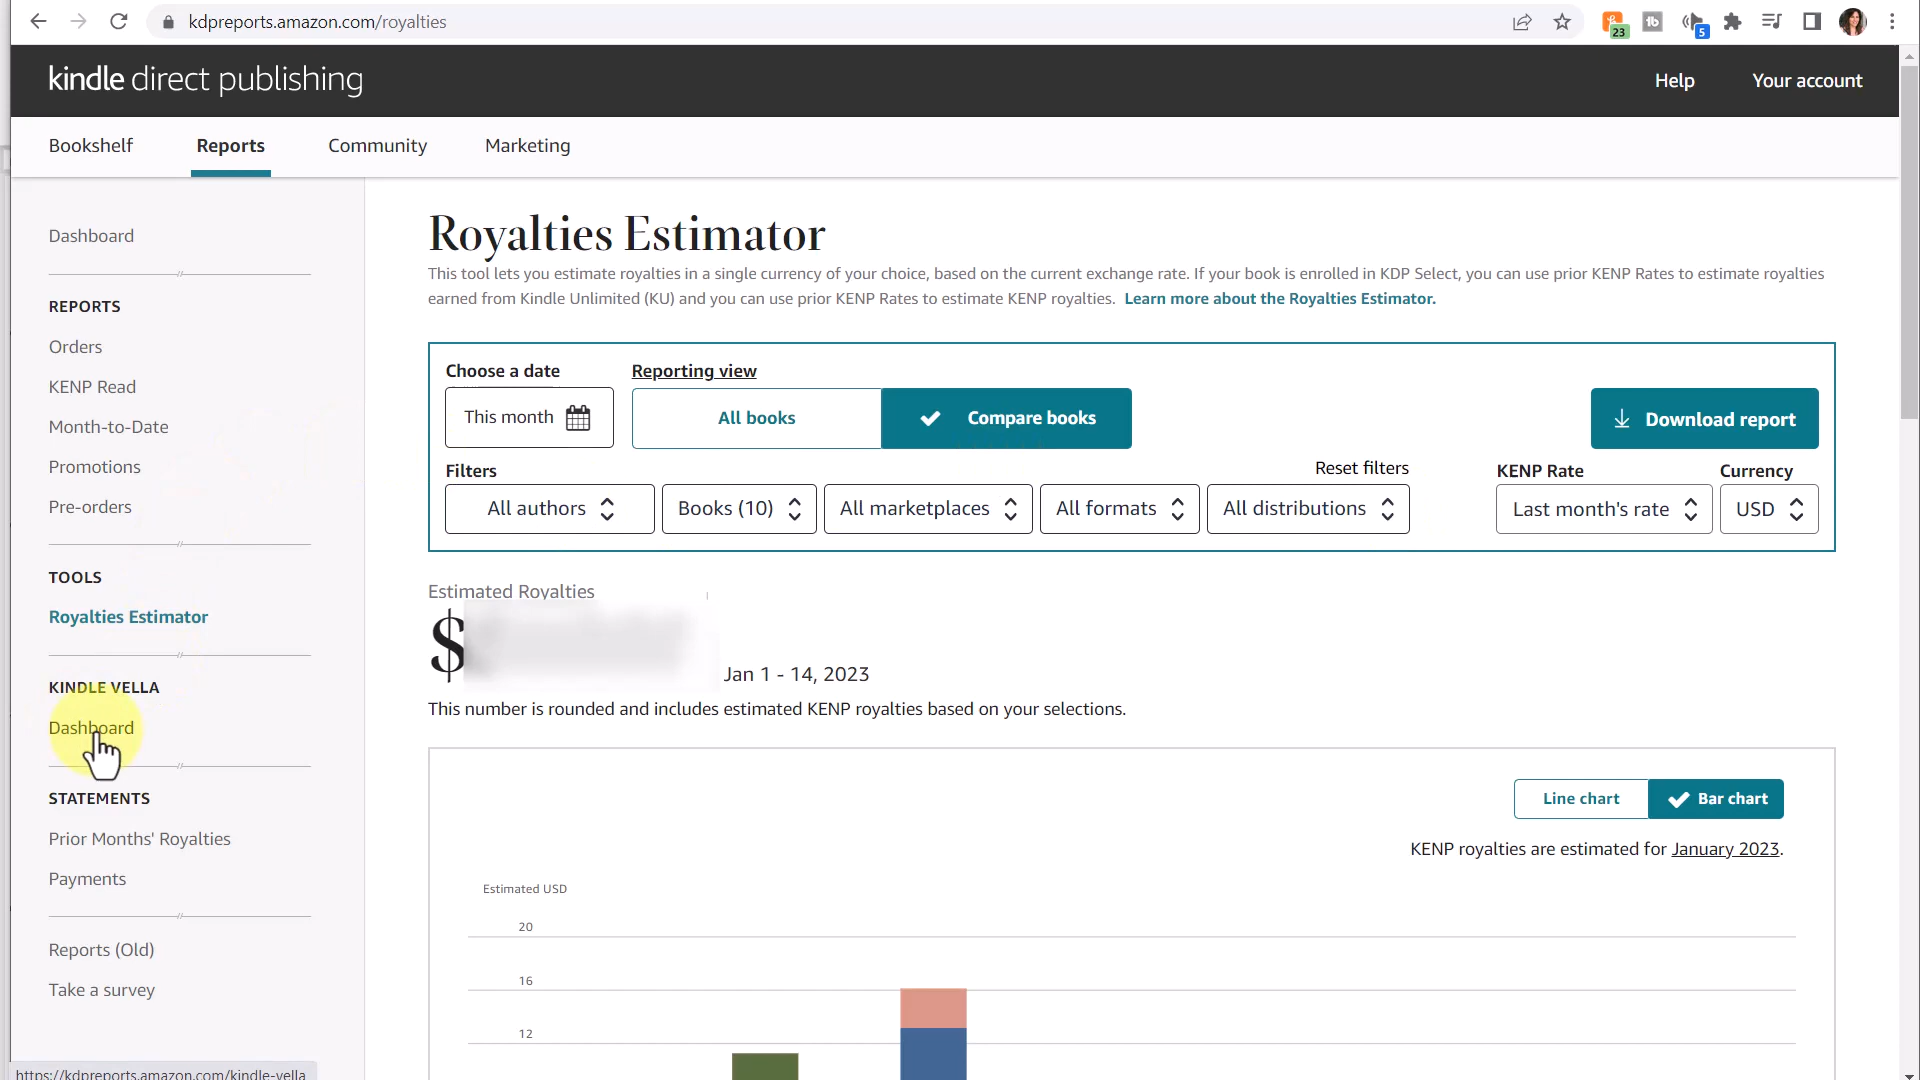 kdpreports.amazon.com/royalties
23
tb
5
kindle direct publishing
Help
Your account
Bookshelf
Reports
Community
Marketing
Dashboard
REPORTS
Orders
KENP Read
Month-to-Date
Promotions
Pre-orders
TOOLS
Royalties Estimator
KINDLE VELLA
Dashboard
STATEMENTS
Prior Months' Royalties
Payments
Reports (Old)
Take a survey
https://kdpreports.amazon.com/kindle-vella
Royalties Estimator
This tool lets you estimate royalties in a single currency of your choice, based on the current exchange rate. If your book is enrolled in KDP Select, you can use prior KENP Rates to estimate royalties
earned from Kindle Unlimited (KU) and you can use prior KENP Rates to estimate KENP royalties. Learn more about the Royalties Estimator.
Choose a date
Reporting view
This month
All books
Compare books
Download report
Filters
Reset filters
KENP Rate
Currency
All authors
Books (10)
All marketplaces
All formats
All distributions
Last month's rate
USD
Estimated Royalties
$
Jan 1 - 14, 2023
This number is rounded and includes estimated KENP royalties based on your selections.
Line chart
Bar chart
KENP royalties are estimated for January 2023.
Estimated USD
20
16
12